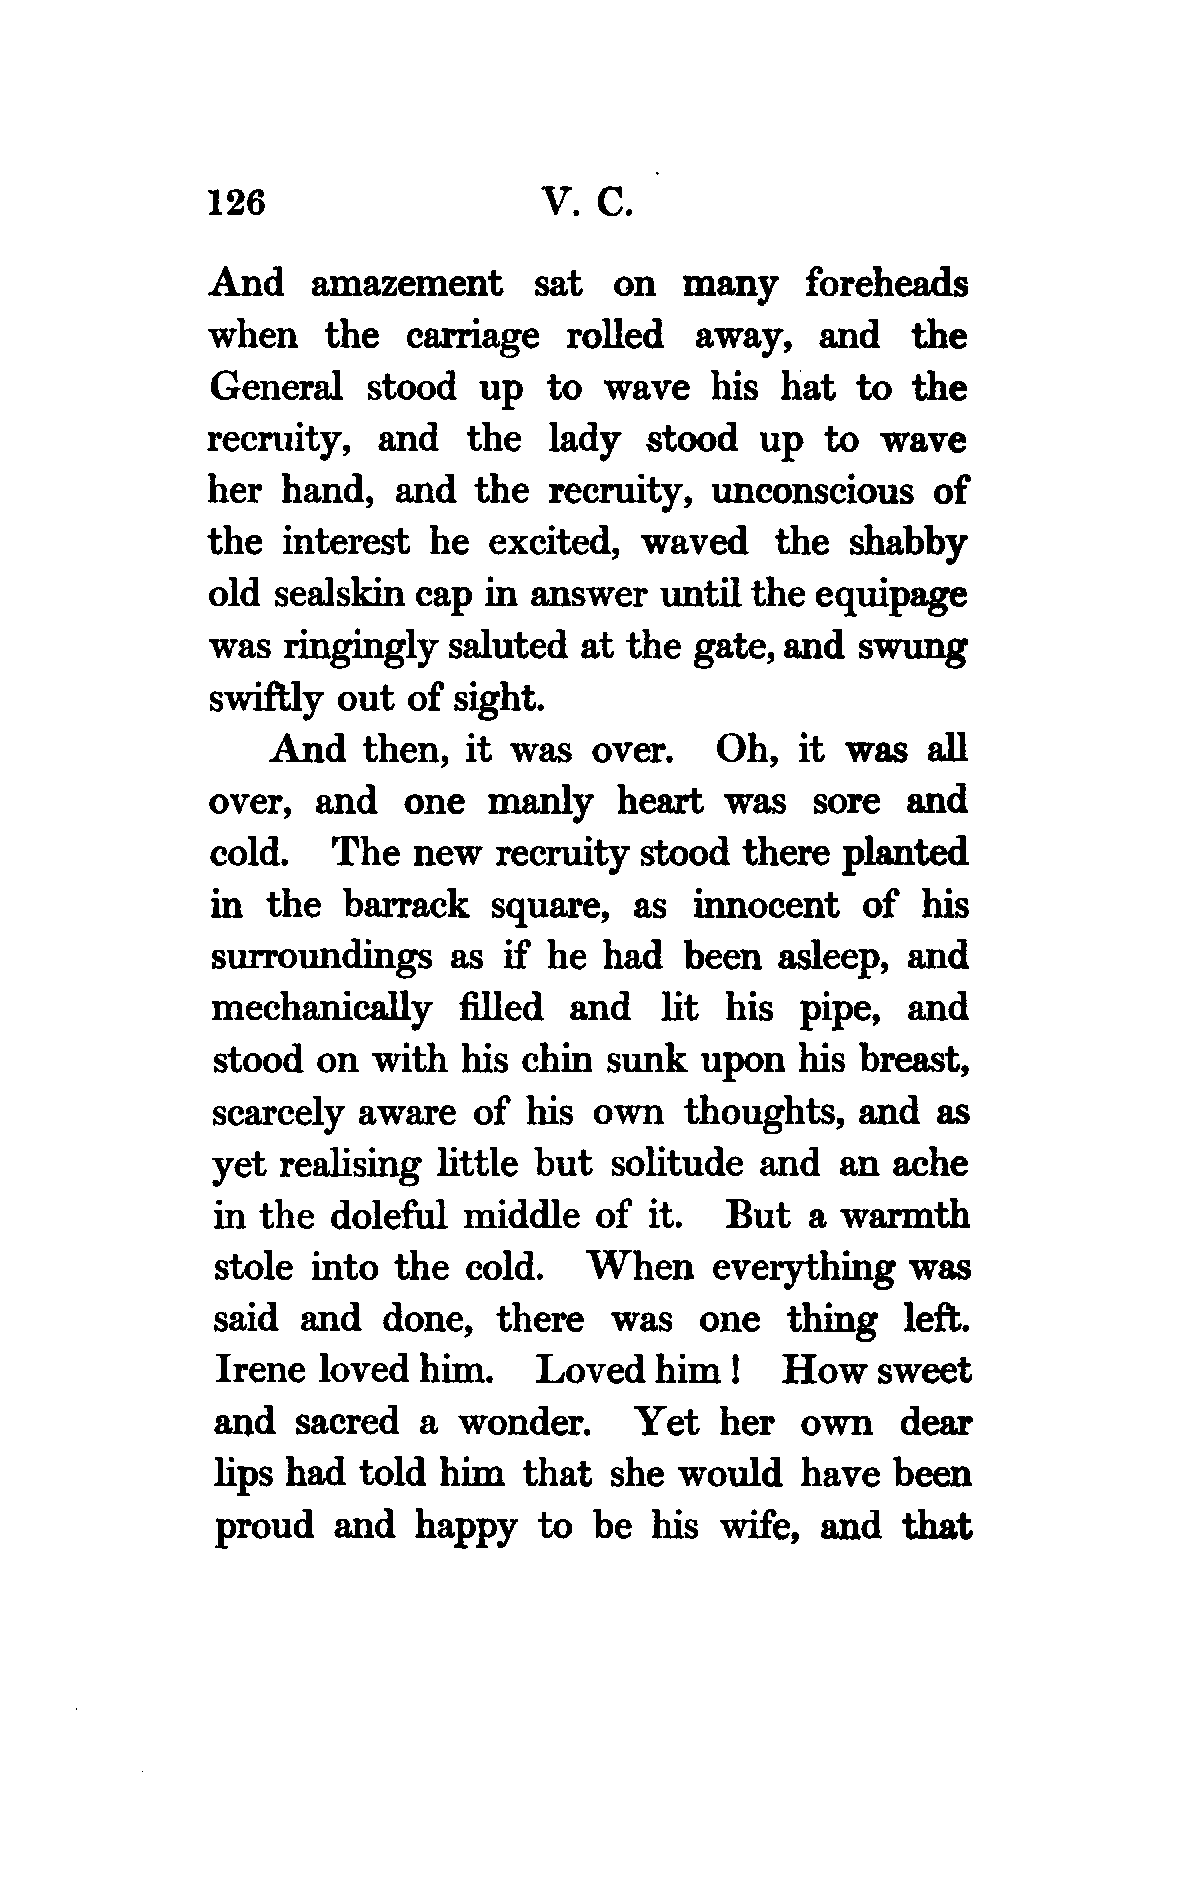 126 V. C.
And amazement sat on many foreheads
when the carriage rolled away, and the
General stood up to wave his hat to the
recruity, and the lady stood up to wave
her hand, and the recruity, unconscious of
the interest he excited, waved the shabby
old sealskin cap in answer until the equipage
was ringingly saluted at the gate, and swung
swiftly out of sight.
And then, it was over. Oh, it was all
over, and one manly heart was sore and
cold. The new recruity stood there planted
in the barrack square, as innocent of his
surroundings as if he had been asleep, and
mechanically filled and lit his pipe, and
stood on with his chin sunk upon his breast,
scarcely aware of his own thoughts, and as
yet realising little but solitude and an ache
in the doleful middle of it. But a warmth
stole into the cold. When everything was
said and done, there was one thing left.
Irene loved him. Loved him ! How sweet
and sacred a wonder. Yet her own dear
lips had told him that she would have been
proud and happy to be his wife, and that